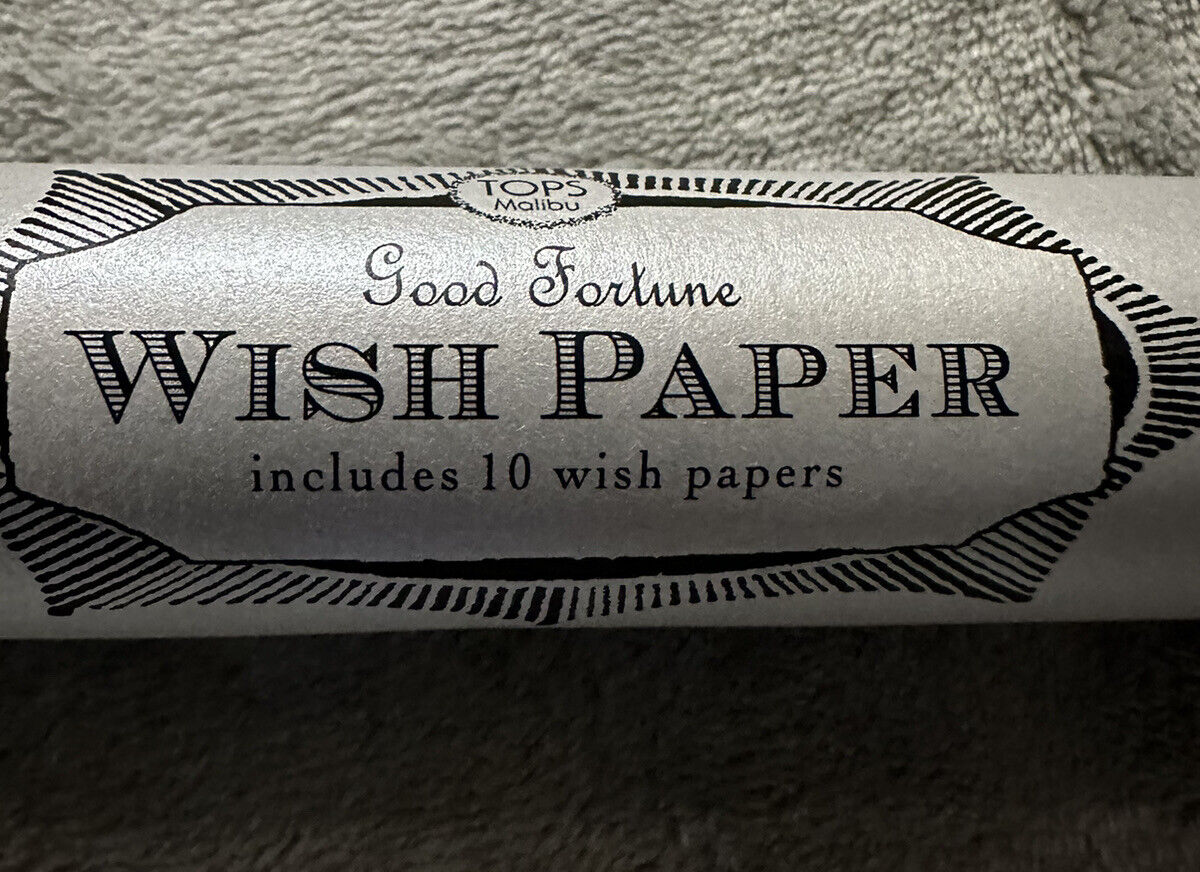 TOPS
Malibu
Good Fortune
WISH PAPER
includes 10 wish papers